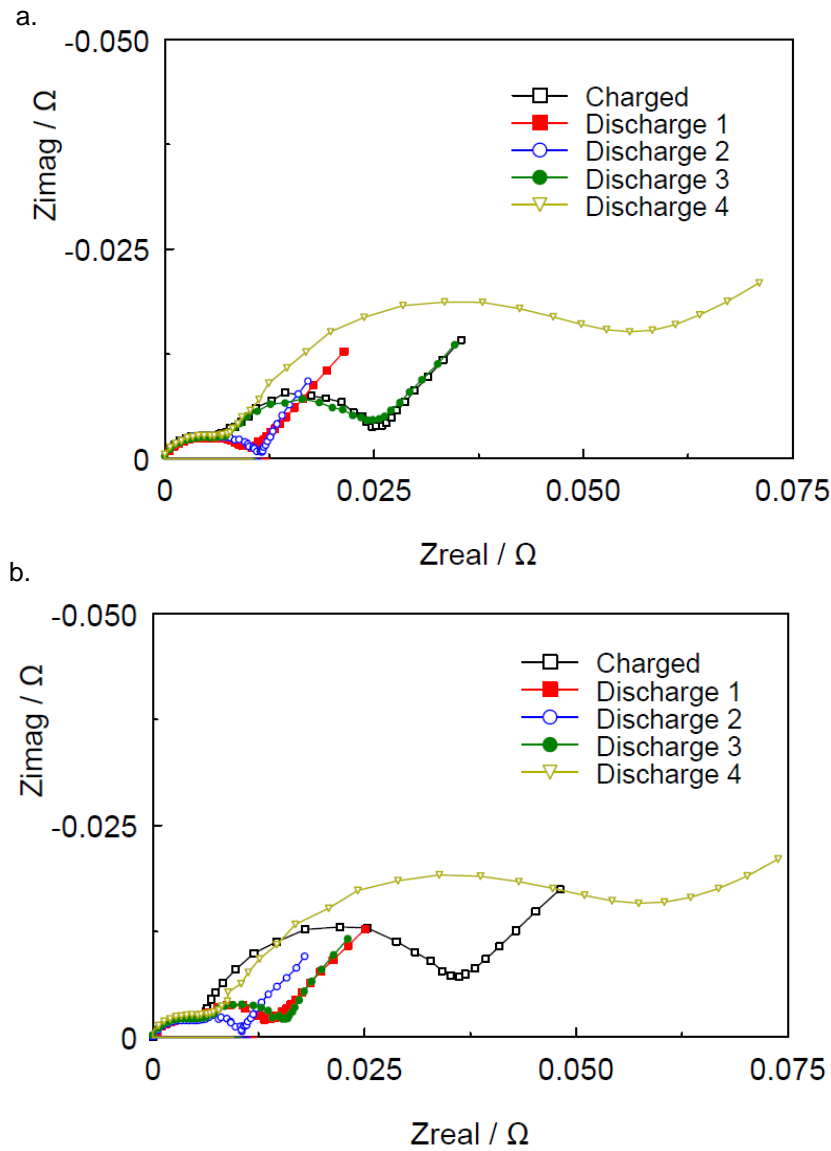 a.
-0.050
-0.025
0
Zimag / Ω
Charged
Discharge 1
Discharge 2
Discharge 3
Discharge 4
0 0.025 0.050 0.075
Zreal / Ω
b.
-0.050
-0.025
0
Zimag / Ω
Charged
Discharge 1
Discharge 2
Discharge 3
Discharge 4
0 0.025 0.050 0.075
Zreal / Ω